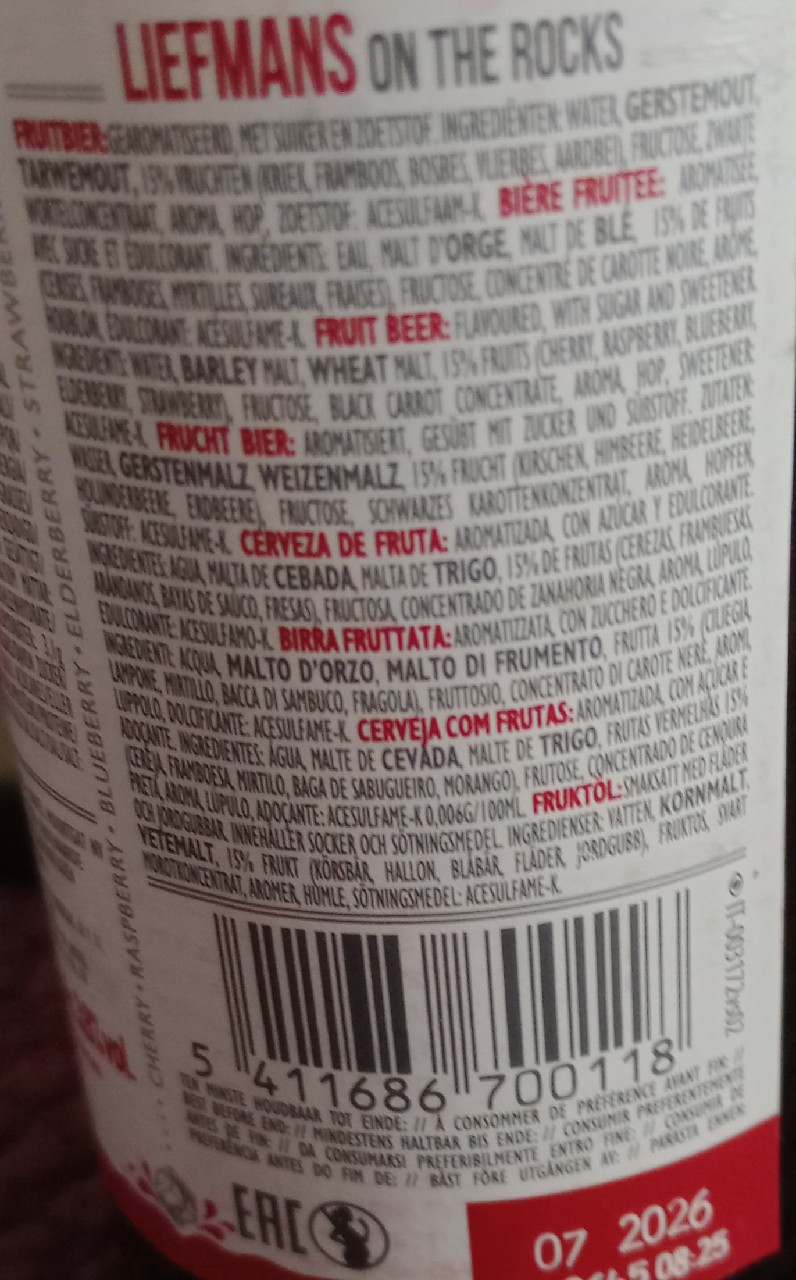 LIEFMANS ON THE ROCKS
FRUITBIER: GEAROMATISEERD, MET SUIKER EN ZOETSTOF. INGREDIËNTEN: WATER, GERSTEMOUT,
TARWEMOUT, 15% VRUCHTEN (KRIEK, FRAMBOOS, BOSBES, VLIERBES, AARDBEI), FRUCTOSE, ZWARTE
WORTELCONCENTRAAT, AROMA, HOP, ZOETSTOF: ACESULFAAM-K. BIÈRE FRUITEE: AROMATISÉE,
AVEC SUCRE ET ÉDULCORANT. INGRÉDIENTS: EAU, MALT D'ORGE, MALT DE BLÉ, 15% DE FRUITS
(CERISES, FRAMBOISES, MYRTILLES, SUREAUX, FRAISES), FRUCTOSE, CONCENTRÉ DE CAROTTE NOIRE, ARÔME,
HOUBLON, ÉDULCORANT: ACESULFAME-K. FRUIT BEER: FLAVOURED, WITH SUGAR AND SWEETENER.
INGREDIENTS: WATER, BARLEY MALT, WHEAT MALT, 15% FRUITS (CHERRY, RASPBERRY, BLUEBERRY,
ELDERBERRY, STRAWBERRY), FRUCTOSE, BLACK CARROT CONCENTRATE, AROMA, HOP, SWEETENER:
ACESULFAME-K. FRUCHT BIER: AROMATISIERT, GESÜBT MIT ZUCKER UND SÜBSTOFF. ZUTATEN:
WASSER, GERSTENMALZ, WEIZENMALZ, 15% FRUCHT (KIRSCHEN, HIMBEERE, HEIDELBEERE,
HOLUNDERBEERE, ERDBEERE), FRUCTOSE, SCHWARZES KAROTTENKONZENTRAT, AROMA, HOPFEN,
SÜBSTOFF: ACESULFAME-K. CERVEZA DE FRUTA: AROMATIZADA, CON AZÚCAR Y EDULCORANTE.
INGREDIENTES: AGUA, MALTA DE CEBADA, MALTA DE TRIGO, 15% DE FRUTAS (CEREZAS, FRAMBUESAS,
ARÁNDANOS, BAYAS DE SAUCO, FRESAS), FRUCTOSA, CONCENTRADO DE ZANAHORIA NEGRA, AROMA, LÚPULO,
EDULCORANTE: ACESULFAMO-K. BIRRA FRUTTATA: AROMATIZZATA, CON ZUCCHERO E DOLCIFICANTE.
INGREDIENTI: ACQUA, MALTO D'ORZO, MALTO DI FRUMENTO, FRUTTA 15% (CILIEGIA,
LAMPONE, MIRTILLO, BACCA DI SAMBUCO, FRAGOLA), FRUTTOSIO, CONCENTRATO DI CAROTE NERE, AROMI,
LUPPOLO, DOLCIFICANTE: ACESULFAME-K. CERVEJA COM FRUTAS: AROMATIZADA, COM AÇÚCAR E
ADOÇANTE. INGREDIENTES: ÁGUA, MALTE DE CEVADA, MALTE DE TRIGO, FRUTAS VERMELHAS 15%
(CEREJA, FRAMBOESA, MIRTILO, BAGA DE SABUGUEIRO, MORANGO), FRUTOSE, CONCENTRADO DE CENOURA
PRETA, AROMA, LÚPULO, ADOÇANTE: ACESULFAME-K 0,006G/100ML. FRUKTÖL: SMAKSATT MED FLÄDER
OCH JORDGUBBAR. INNEHÅLLER SOCKER OCH SÖTNINGSMEDEL. INGREDIENSER: VATTEN, KORNMALT,
VETEMALT, 15% FRUKT (KÖRSBÄR, HALLON, BLÅBÄR, FLÄDER, JORDGUBB), FRUKTOS, SVART
MOROTKONCENTRAT, AROMER, HUMLE, SÖTNINGSMEDEL: ACESULFAME-K.
CHERRY • RASPBERRY • BLUEBERRY • ELDERBERRY • STRAWBERRY
5 411686 700118
TEN MINSTE HOUDBAAR TOT EINDE: // À CONSOMMER DE PRÉFÉRENCE AVANT FIN: //
BEST BEFORE END: // MINDESTENS HALTBAR BIS ENDE: // CONSUMIR PREFERENTEMENTE
ANTES DE FIN: // DA CONSUMARSI PREFERIBILMENTE ENTRO FINE: // CONSUMIR DE
PREFERÊNCIA ANTES DO FIM DE: // BÄST FÖRE UTGÅNGEN AV: // PARASTA ENNEN
EAC
07 2026
5 08:25